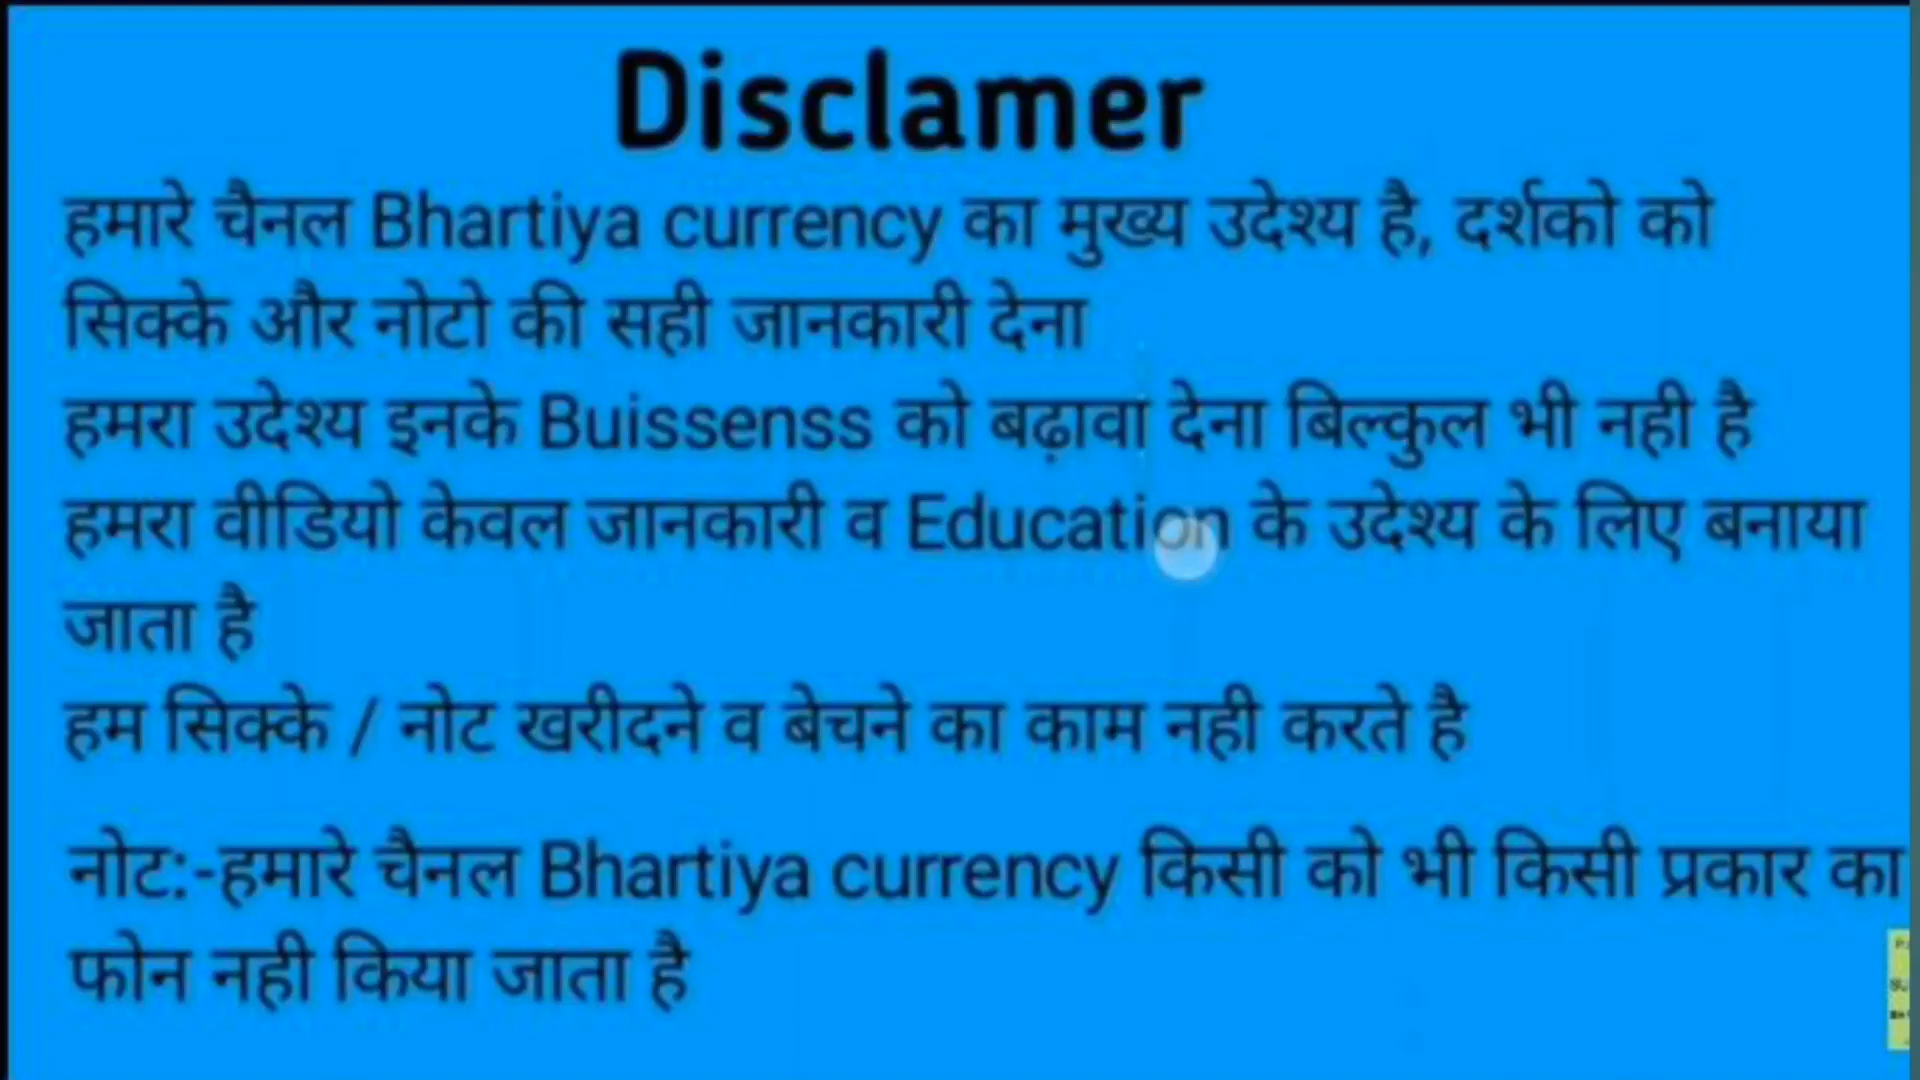 Disclamer
हमारे चैनल Bhartiya currency का मुख्य उदेश्य है, दर्शको को
सिक्के और नोटो की सही जानकारी देना
हमरा उदेश्य इनके Buissenss को बढ़ावा देना बिल्कुल भी नही है
हमरा वीडियो केवल जानकारी व Education के उदेश्य के लिए बनाया
जाता है
हम सिक्के / नोट खरीदने व बेचने का काम नही करते है
नोट:-हमारे चैनल Bhartiya currency किसी को भी किसी प्रकार का
फोन नही किया जाता है